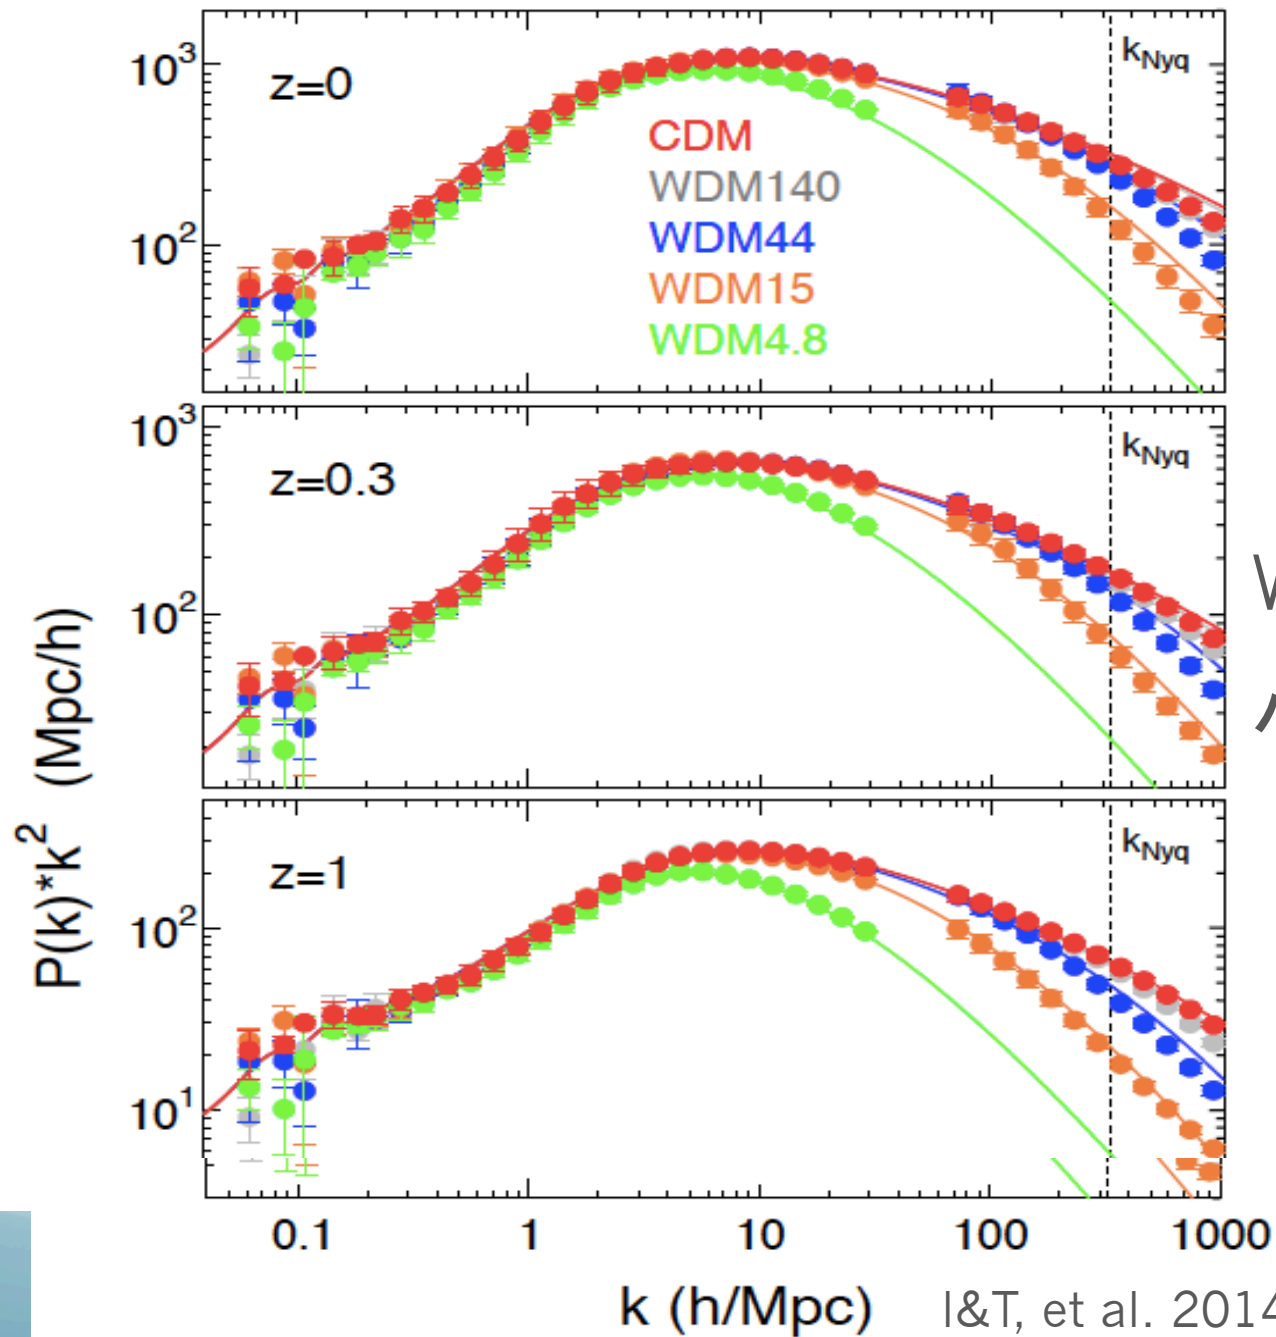 10³
10²
z=0
k_Nyq
CDM
WDM140
WDM44
WDM15
WDM4.8
10³
10²
z=0.3
k_Nyq
10²
10¹
z=1
k_Nyq
P(k)*k² (Mpc/h)
0.1 1 10 100 1000
k (h/Mpc)
I&T, et al. 2014